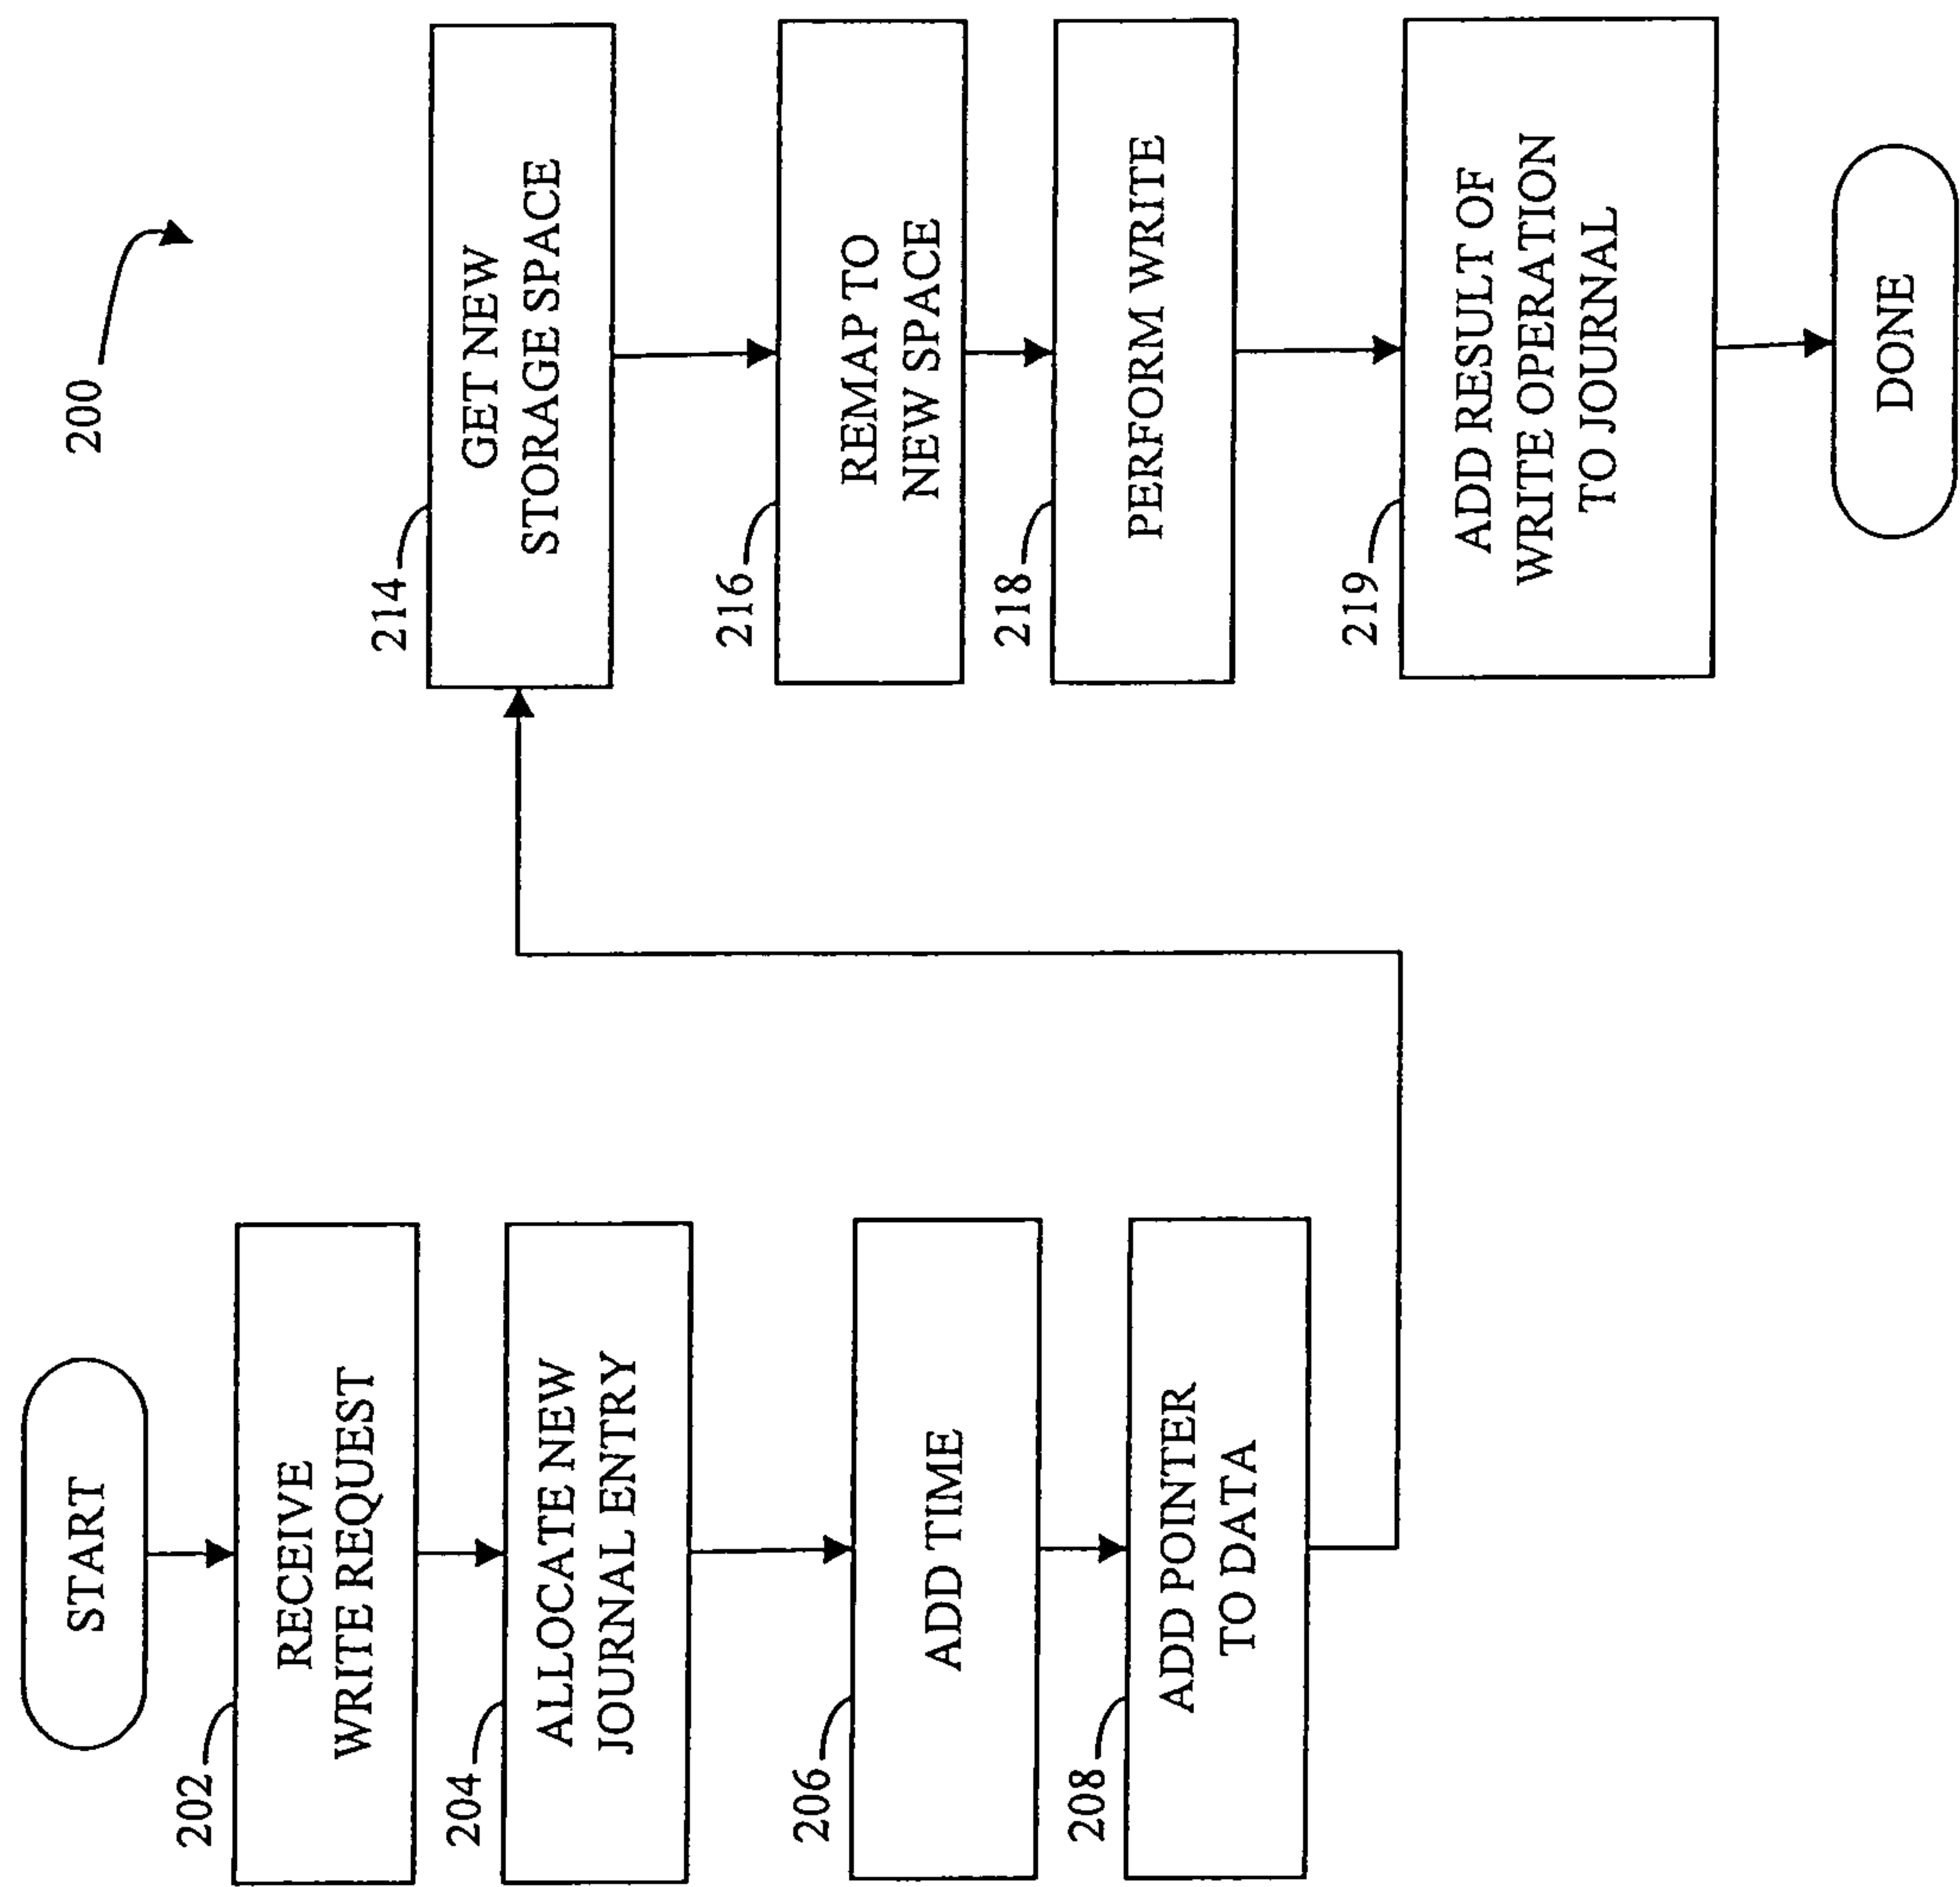 200
START
202
RECEIVE
WRITE REQUEST
204
ALLOCATE NEW
JOURNAL ENTRY
206
ADD TIME
208
ADD POINTER
TO DATA
214
GET NEW
STORAGE SPACE
216
REMAP TO
NEW SPACE
218
PERFORM WRITE
219
ADD RESULT OF
WRITE OPERATION
TO JOURNAL
DONE